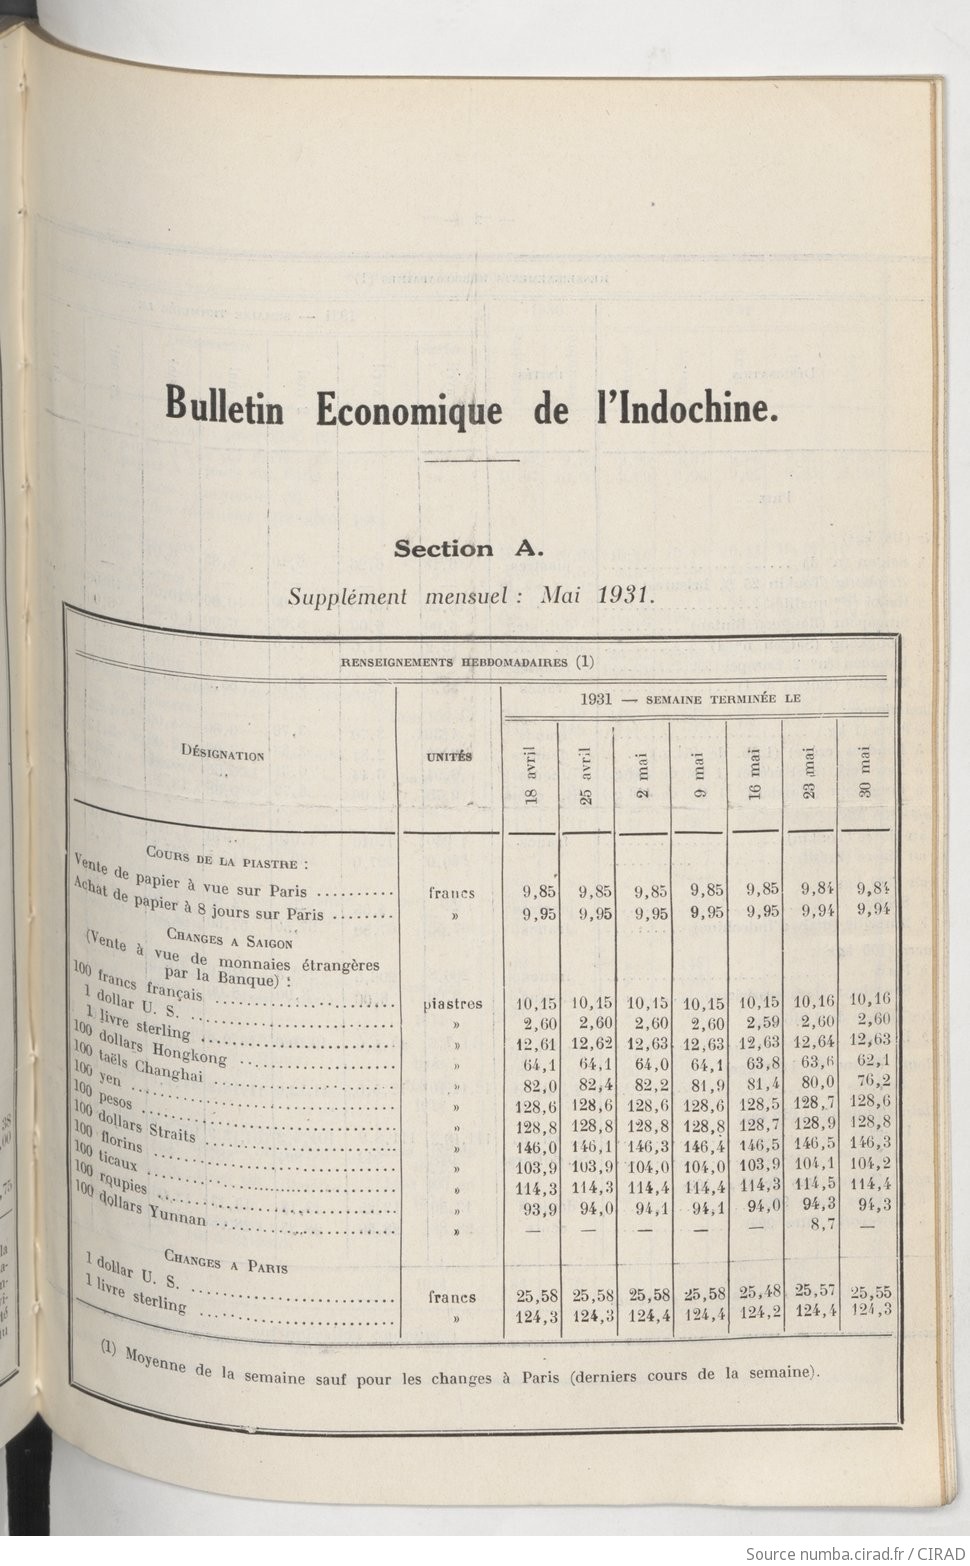 Bulletin Economique de l'Indochine.
Section A.
Supplément mensuel : Mai 1931.
RENSEIGNEMENTS HEBDOMADAIRES (1)
DÉSIGNATION UNITÉS 1931 — SEMAINE TERMINÉE LE
18 avril 25 avril 2 mai 9 mai 16 mai 23 mai 30 mai
COURS DE LA PIASTRE :
Vente de papier à vue sur Paris .......... francs 9,85 9,85 9,85 9,85 9,85 9,84 9,84
Achat de papier à 8 jours sur Paris ........ » 9,95 9,95 9,95 9,95 9,95 9,94 9,94
CHANGES A SAIGON
(Vente à vue de monnaies étrangères
par la Banque) :
100 francs français .................... piastres 10,15 10,15 10,15 10,15 10,15 10,16 10,16
1 dollar U. S. .................... » 2,60 2,60 2,60 2,60 2,59 2,60 2,60
1 livre sterling .................... » 12,61 12,62 12,63 12,63 12,63 12,64 12,63
100 dollars Hongkong .................... » 64,1 64,1 64,0 64,1 63,8 63,6 62,1
100 taëls Changhai .................... » 82,0 82,4 82,2 81,9 81,4 80,0 76,2
100 yen .................... » 128,6 128,6 128,6 128,6 128,5 128,7 128,6
100 pesos .................... » 128,8 128,8 128,8 128,8 128,7 128,9 128,8
100 dollars Straits .................... » 146,0 146,1 146,3 146,4 146,5 146,5 146,3
100 florins .................... » 103,9 103,9 104,0 104,0 103,9 104,1 104,2
100 ticaux .................... » 114,3 114,3 114,4 114,4 114,3 114,5 114,4
100 roupies .................... » 93,9 94,0 94,1 94,1 94,0 94,3 94,3
100 dollars Yunnan .................... » — — — — — 8,7 —
CHANGES A PARIS
1 dollar U. S. .................... francs 25,58 25,58 25,58 25,58 25,48 25,57 25,55
1 livre sterling .................... » 124,3 124,3 124,4 124,4 124,2 124,4 124,3
(1) Moyenne de la semaine sauf pour les changes à Paris (derniers cours de la semaine).
Source numba.cirad.fr / CIRAD